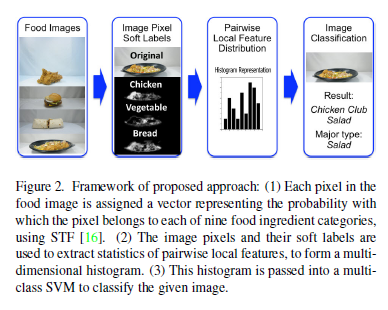 Food Images
Image Pixel
Soft Labels
Original
Chicken
Vegetable
Bread
Pairwise
Local Feature
Distribution
Histogram Representation
Image
Classification
Result:
Chicken Club
Salad
Major type:
Salad
Figure 2. Framework of proposed approach: (1) Each pixel in the
food image is assigned a vector representing the probability with
which the pixel belongs to each of nine food ingredient categories,
using STF [16]. (2) The image pixels and their soft labels are
used to extract statistics of pairwise local features, to form a multi-
dimensional histogram. (3) This histogram is passed into a multi-
class SVM to classify the given image.